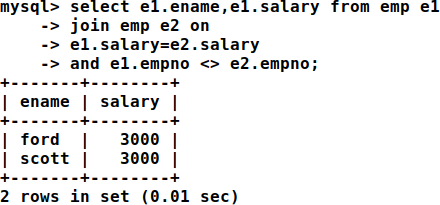 mysql> select e1.ename,e1.salary from emp e1
    -> join emp e2 on
    -> e1.salary=e2.salary
    -> and e1.empno <> e2.empno;
+-------+--------+
| ename | salary |
+-------+--------+
| ford  |   3000 |
| scott |   3000 |
+-------+--------+
2 rows in set (0.01 sec)